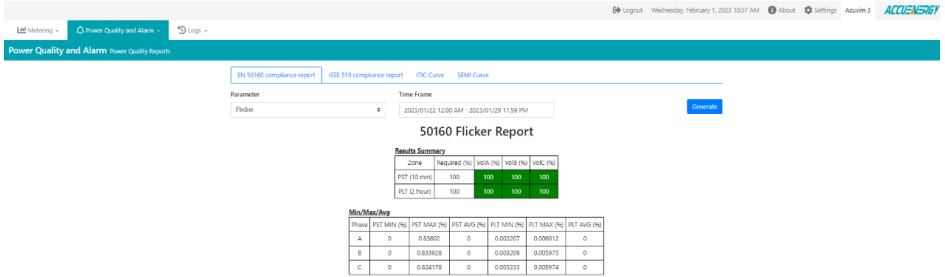 Logout Wednesday, February 1, 2023 10:57 AM About Settings Acuvim 3 ACCUENERGY
Metering Power Quality and Alarm Logs
Power Quality and Alarm Power Quality Reports
EN 50160 compliance report IEEE 519 compliance report ITIC Curve SEMI Curve
Parameter Time Frame
Flicker 2023/01/22 12:00 AM - 2023/01/29 11:59 PM Generate
50160 Flicker Report
Results Summary
Zone Required (%) VolA (%) VolB (%) VolC (%)
PST (10 min) 100 100 100 100
PLT (2 hour) 100 100 100 100
Min/Max/Avg
Phase PST MIN (%) PST MAX (%) PST AVG (%) PLT MIN (%) PLT MAX (%) PLT AVG (%)
A 0 0.83602 0 0.003207 0.006012 0
B 0 0.833928 0 0.003208 0.005975 0
C 0 0.824178 0 0.003233 0.005974 0